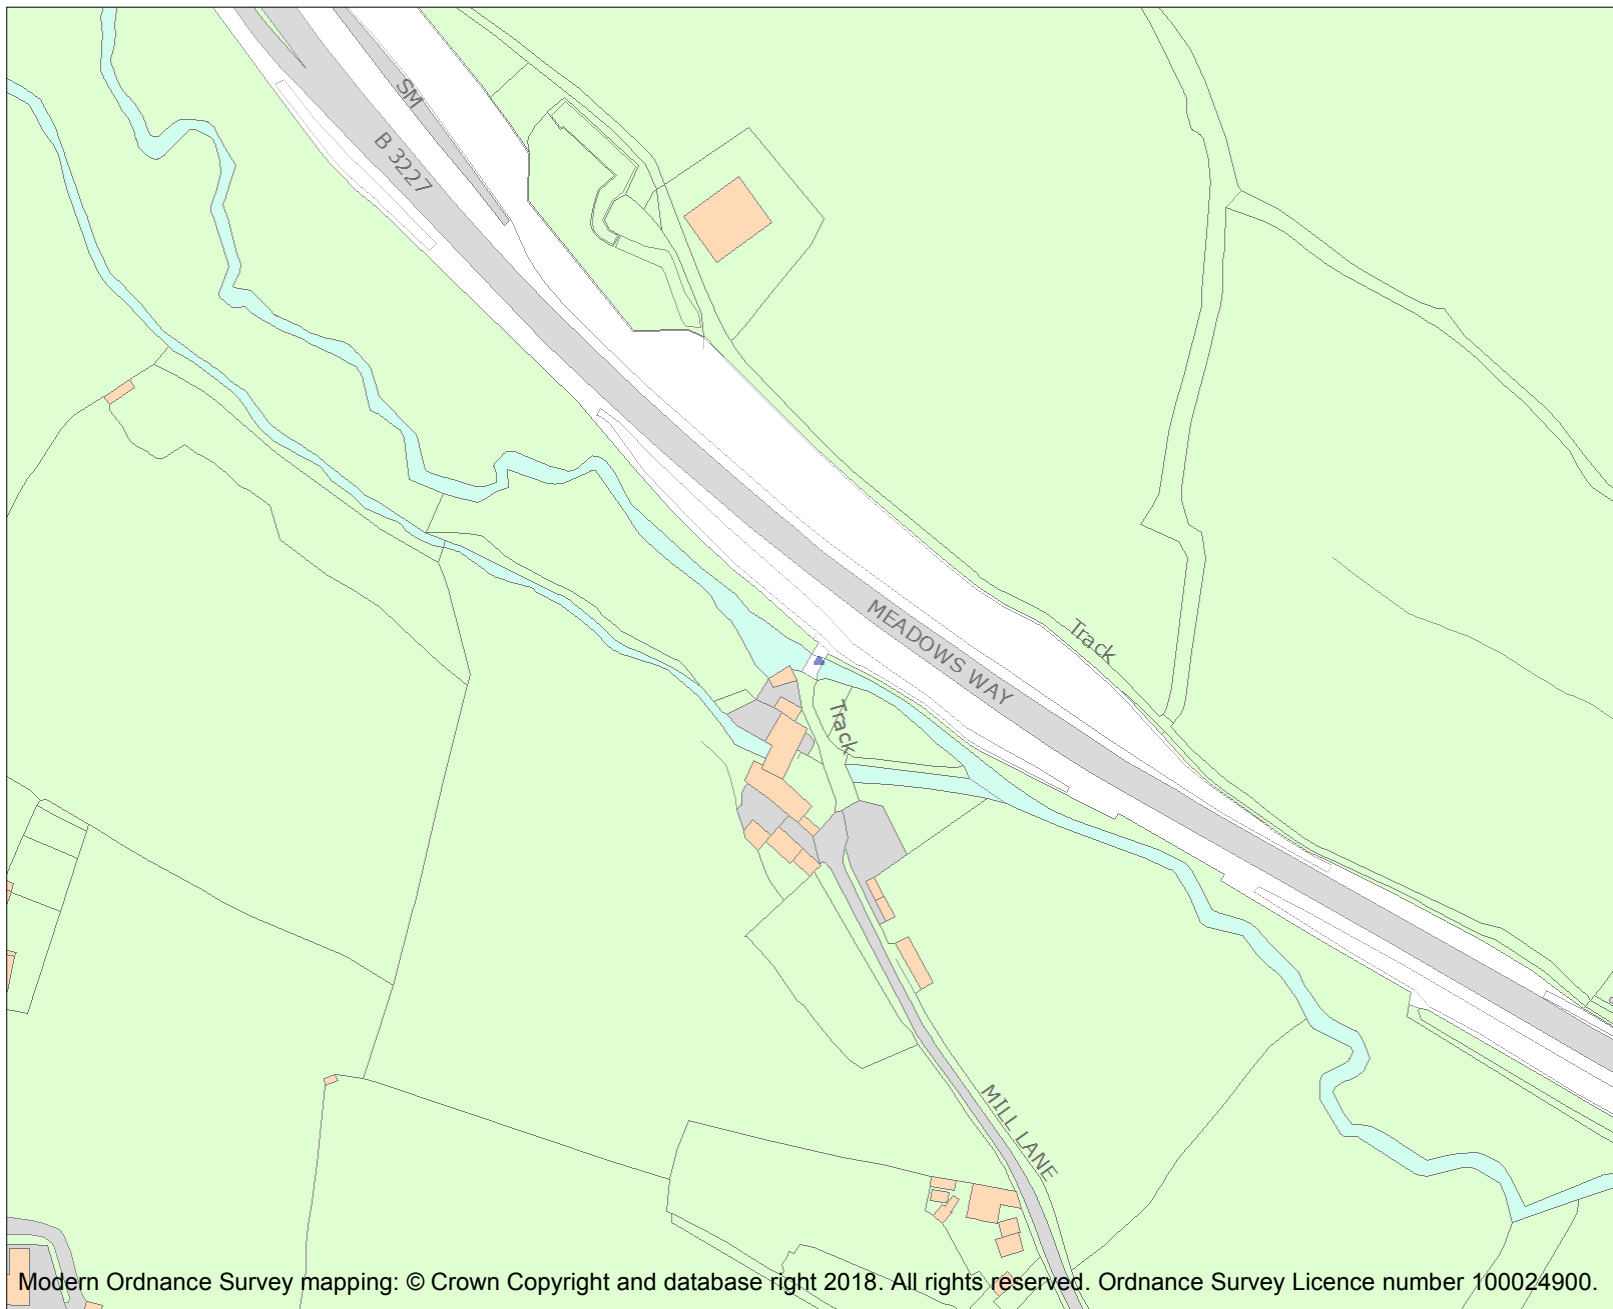 SM
B 3227
MEADOWS WAY
Track
Track
MILL LANE
Modern Ordnance Survey mapping: © Crown Copyright and database right 2018. All rights reserved. Ordnance Survey Licence number 100024900.